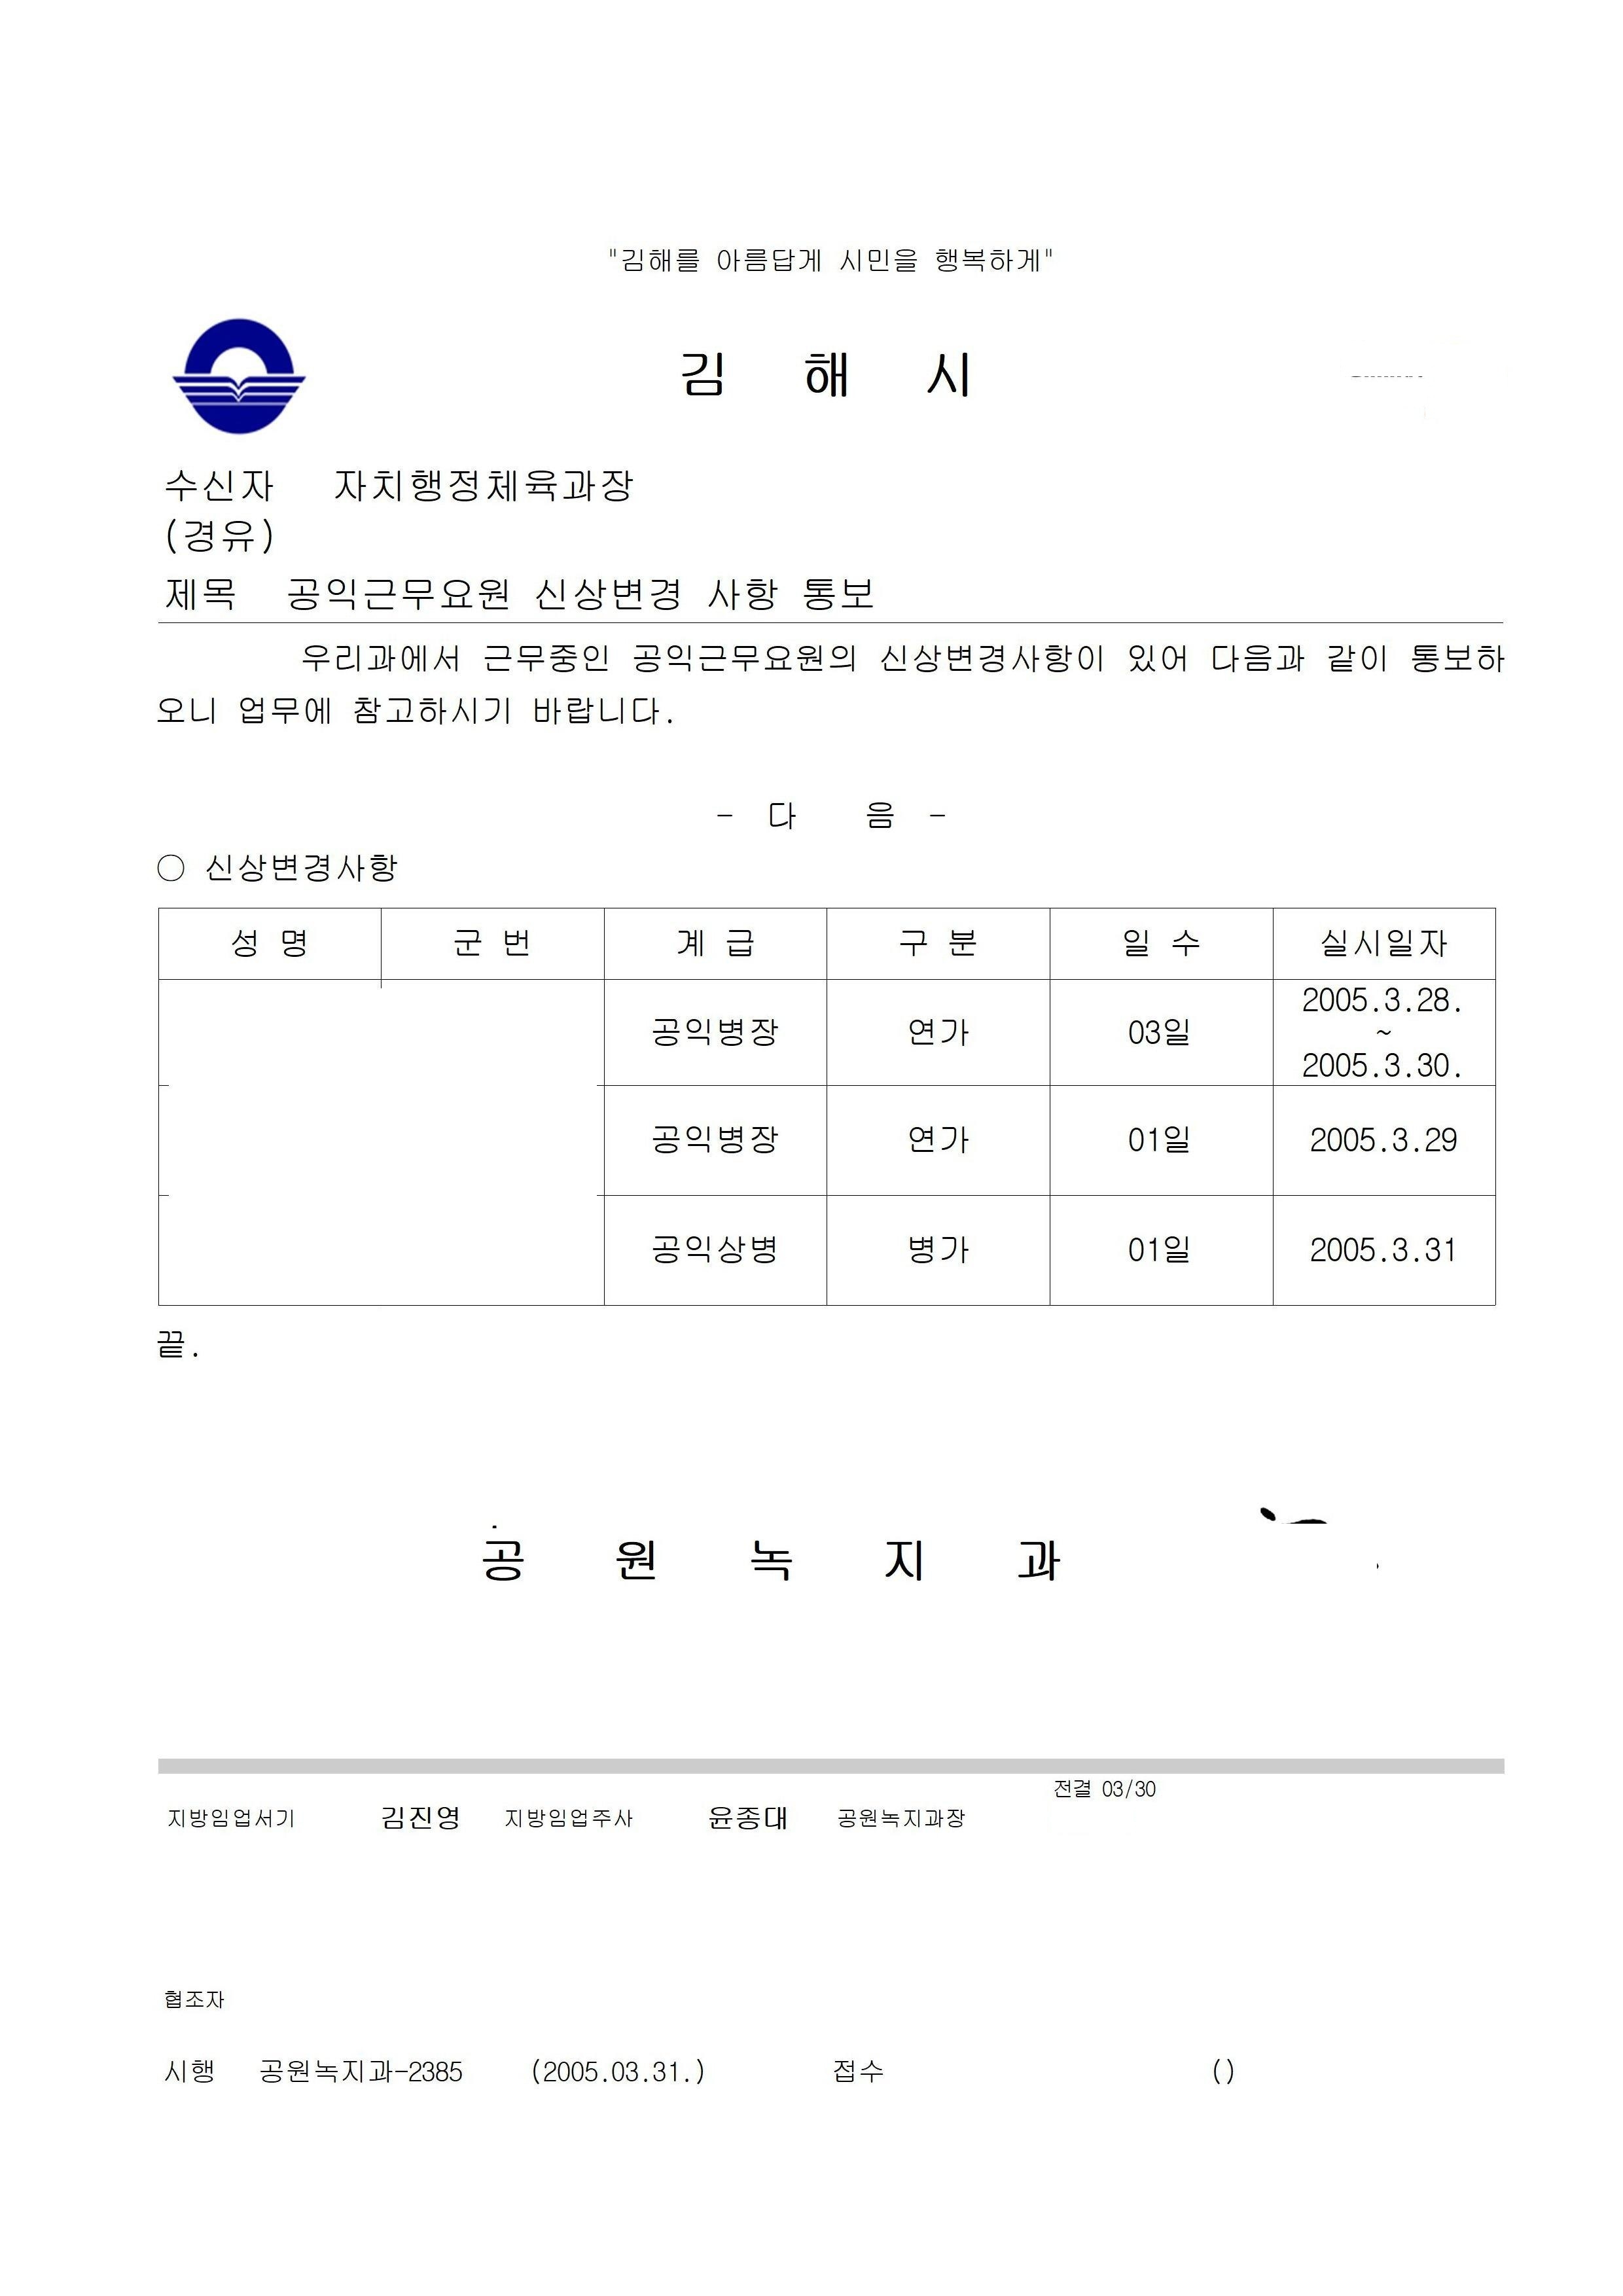 "김해를 아름답게 시민을 행복하게"
김 해 시
수신자 자치행정체육과장
(경유)
제목 공익근무요원 신상변경 사항 통보
우리과에서 근무중인 공익근무요원의 신상변경사항이 있어 다음과 같이 통보하
오니 업무에 참고하시기 바랍니다.
- 다 음 -
○ 신상변경사항
성 명 군 번 계 급 구 분 일 수 실시일자
공익병장 연가 03일 2005.3.28.
~
2005.3.30.
공익병장 연가 01일 2005.3.29
공익상병 병가 01일 2005.3.31
끝.
공 원 녹 지 과
전결 03/30
지방임업서기 김진영 지방임업주사 윤종대 공원녹지과장
협조자
시행 공원녹지과-2385 (2005.03.31.) 접수 ()